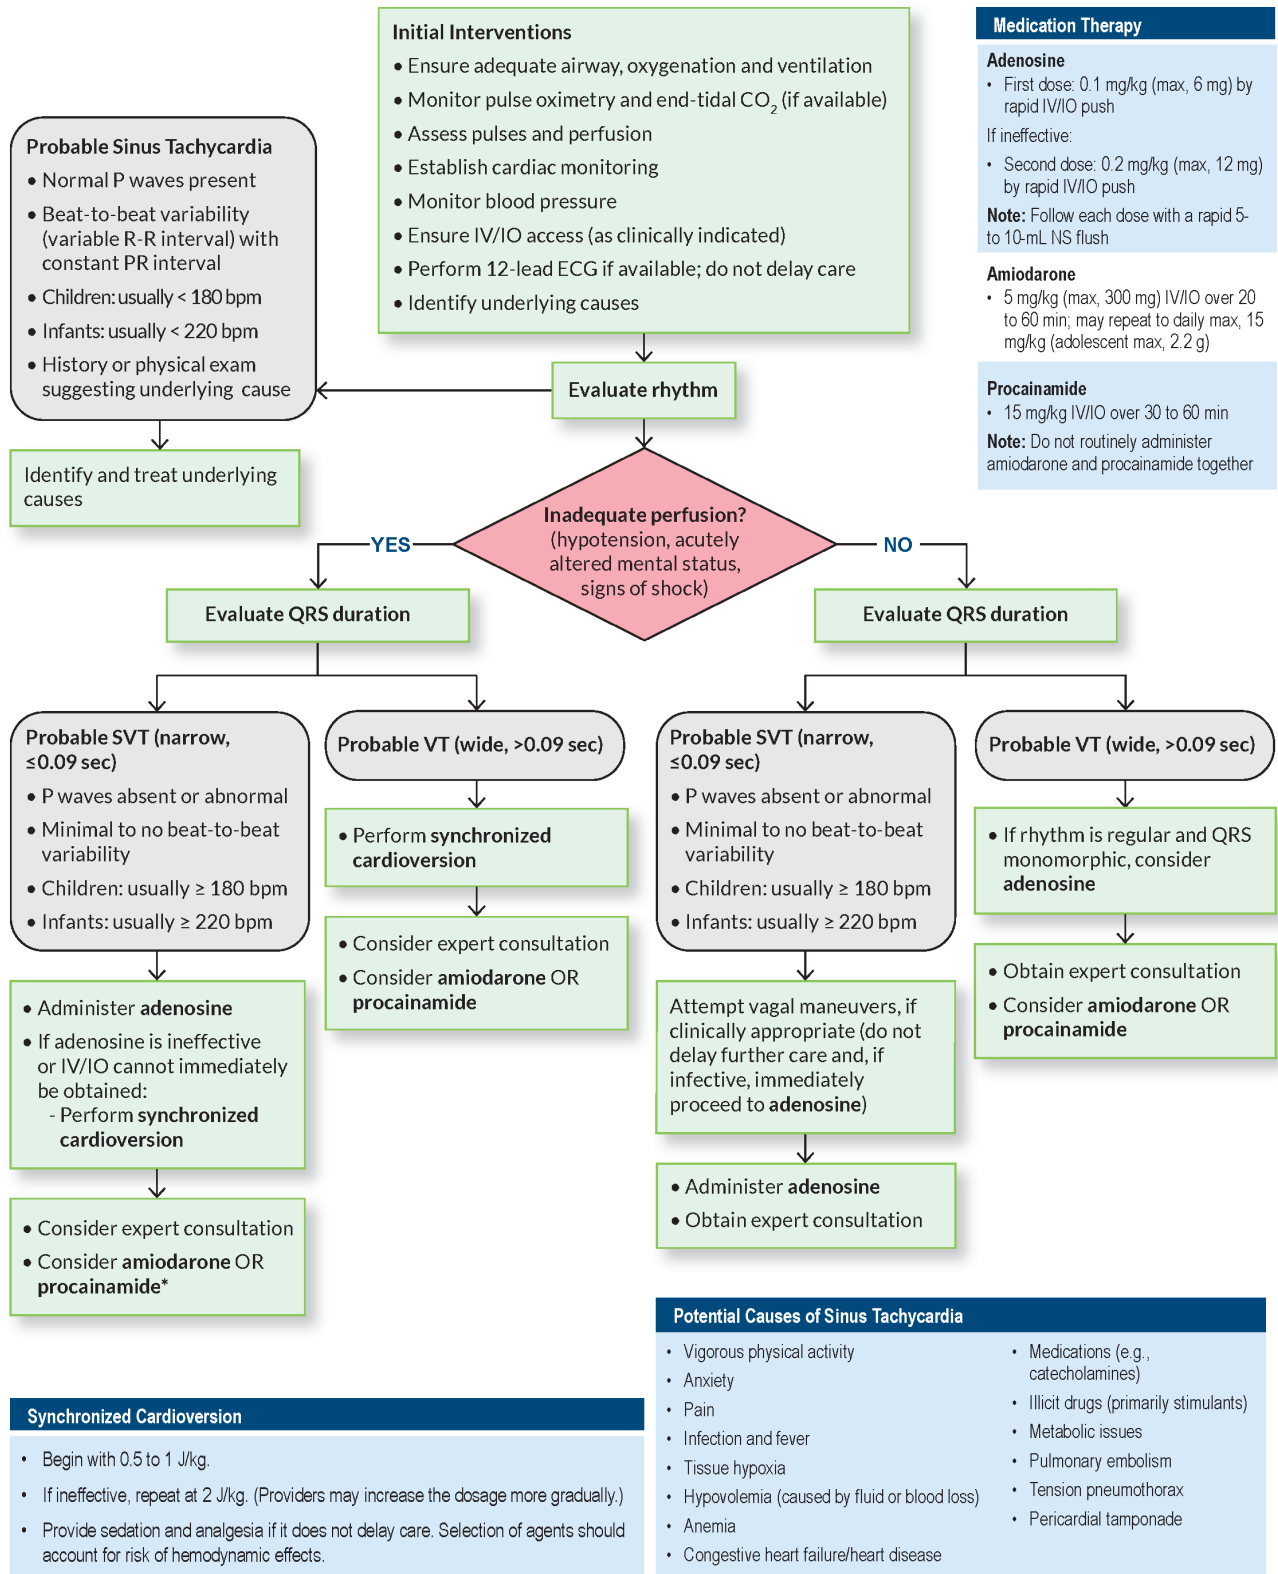 Initial Interventions
• Ensure adequate airway, oxygenation and ventilation
• Monitor pulse oximetry and end-tidal CO2 (if available)
• Assess pulses and perfusion
• Establish cardiac monitoring
• Monitor blood pressure
• Ensure IV/IO access (as clinically indicated)
• Perform 12-lead ECG if available; do not delay care
• Identify underlying causes
Medication Therapy
Adenosine
• First dose: 0.1 mg/kg (max, 6 mg) by
rapid IV/IO push
If ineffective:
• Second dose: 0.2 mg/kg (max, 12 mg)
by rapid IV/IO push
Note: Follow each dose with a rapid 5-
to 10-mL NS flush
Amiodarone
• 5 mg/kg (max, 300 mg) IV/IO over 20
to 60 min; may repeat to daily max, 15
mg/kg (adolescent max, 2.2 g)
Procainamide
• 15 mg/kg IV/IO over 30 to 60 min
Note: Do not routinely administer
amiodarone and procainamide together
Probable Sinus Tachycardia
• Normal P waves present
• Beat-to-beat variability
(variable R-R interval) with
constant PR interval
• Children: usually < 180 bpm
• Infants: usually < 220 bpm
• History or physical exam
suggesting underlying cause
Evaluate rhythm
Identify and treat underlying
causes
Inadequate perfusion?
(hypotension, acutely
altered mental status,
signs of shock)
YES
NO
Evaluate QRS duration
Evaluate QRS duration
Probable SVT (narrow,
≤0.09 sec)
• P waves absent or abnormal
• Minimal to no beat-to-beat
variability
• Children: usually ≥ 180 bpm
• Infants: usually ≥ 220 bpm
• Administer adenosine
• If adenosine is ineffective
or IV/IO cannot immediately
be obtained:
- Perform synchronized
cardioversion
• Consider expert consultation
• Consider amiodarone OR
procainamide*
Probable VT (wide, >0.09 sec)
• Perform synchronized
cardioversion
• Consider expert consultation
• Consider amiodarone OR
procainamide
Probable SVT (narrow,
≤0.09 sec)
• P waves absent or abnormal
• Minimal to no beat-to-beat
variability
• Children: usually ≥ 180 bpm
• Infants: usually ≥ 220 bpm
Attempt vagal maneuvers, if
clinically appropriate (do not
delay further care and, if
infective, immediately
proceed to adenosine)
• Administer adenosine
• Obtain expert consultation
Probable VT (wide, >0.09 sec)
• If rhythm is regular and QRS
monomorphic, consider
adenosine
• Obtain expert consultation
• Consider amiodarone OR
procainamide
Synchronized Cardioversion
• Begin with 0.5 to 1 J/kg.
• If ineffective, repeat at 2 J/kg. (Providers may increase the dosage more gradually.)
• Provide sedation and analgesia if it does not delay care. Selection of agents should
account for risk of hemodynamic effects.
Potential Causes of Sinus Tachycardia
• Vigorous physical activity
• Anxiety
• Pain
• Infection and fever
• Tissue hypoxia
• Hypovolemia (caused by fluid or blood loss)
• Anemia
• Congestive heart failure/heart disease
• Medications (e.g.,
catecholamines)
• Illicit drugs (primarily stimulants)
• Metabolic issues
• Pulmonary embolism
• Tension pneumothorax
• Pericardial tamponade